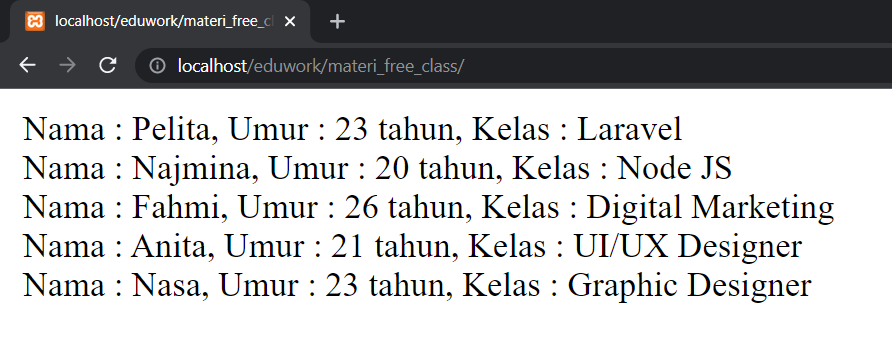 localhost/eduwork/materi_free_cl
localhost/eduwork/materi_free_class/
Nama : Pelita, Umur : 23 tahun, Kelas : Laravel
Nama : Najmina, Umur : 20 tahun, Kelas : Node JS
Nama : Fahmi, Umur : 26 tahun, Kelas : Digital Marketing
Nama : Anita, Umur : 21 tahun, Kelas : UI/UX Designer
Nama : Nasa, Umur : 23 tahun, Kelas : Graphic Designer